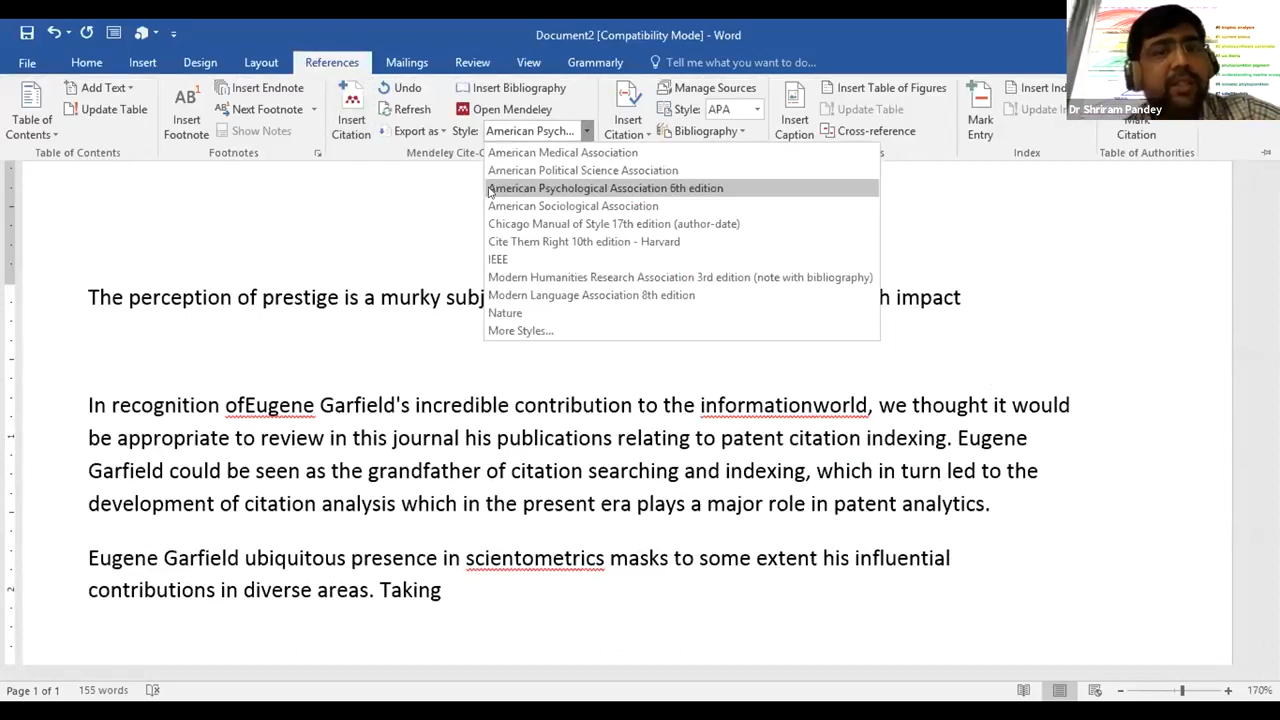 cument2 [Compatibility Mode] - Word
File Home Insert Design Layout References Review Grammarly Tell me what you want to do
Add Text
Update Table
Table of Contents
Table of Contents
AB
Insert Footnote
Insert Endnote
Next Footnote
Show Notes
Footnotes
Insert Citation
Insert Bibliography
Export as
Style:
American Psych...
Mendeley Cite-O
Insert Citation
Manage Sources
Style: APA
Bibliography
Insert Caption
Insert Table of Figures
Cross-reference
Mark Entry
Insert Ind
Update In
Index
Mark Citation
Table of Authorities
Dr Shriram Pandey
American Medical Association
American Political Science Association
American Psychological Association 6th edition
American Sociological Association
Chicago Manual of Style 17th edition (author-date)
Cite Them Right 10th edition - Harvard
IEEE
Modern Humanities Research Association 3rd edition (note with bibliography)
Modern Language Association 8th edition
Nature
More Styles...
The perception of prestige is a murky subj h impact
In recognition ofEugene Garfield's incredible contribution to the informationworld, we thought it would
be appropriate to review in this journal his publications relating to patent citation indexing. Eugene
Garfield could be seen as the grandfather of citation searching and indexing, which in turn led to the
development of citation analysis which in the present era plays a major role in patent analytics.
Eugene Garfield ubiquitous presence in scientometrics masks to some extent his influential
contributions in diverse areas. Taking
1
2
Page 1 of 1 155 words
170%